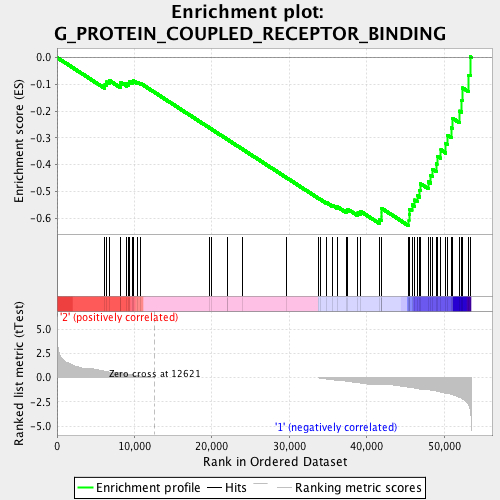 Enrichment plot:
G_PROTEIN_COUPLED_RECEPTOR_BINDING
Enrichment score (ES)
0.0
-0.1
-0.2
-0.3
-0.4
-0.5
-0.6
'2' (positively correlated)
Ranked list metric (tTest)
5.0
2.5
0.0
-2.5
-5.0
Zero cross at 12621
'1' (negatively correlated)
0
10,000
20,000
30,000
40,000
50,000
Rank in Ordered Dataset
Enrichment profile
Hits
Ranking metric scores